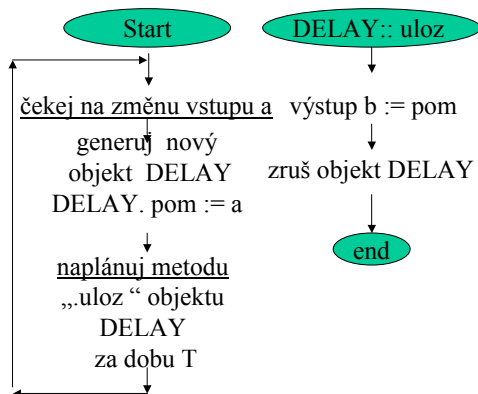 Start
čekej na změnu vstupu a
generuj nový
objekt DELAY
DELAY. pom := a
naplánuj metodu
„.uloz “ objektu
DELAY
za dobu T
DELAY:: uloz
výstup b := pom
zruš objekt DELAY
end